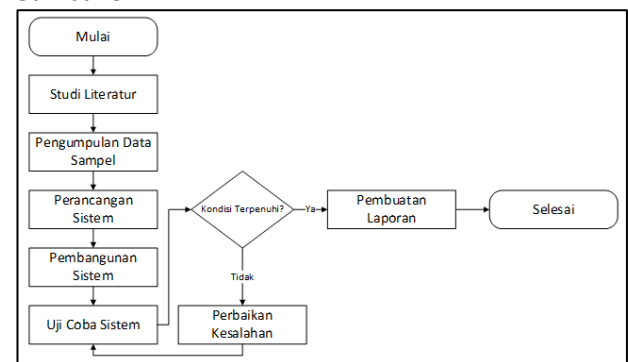 Mulai
Studi Literatur
Pengumpulan Data
Sampel
Perancangan
Sistem
Pembangunan
Sistem
Uji Coba Sistem
Kondisi Terpenuhi?
Ya
Pembuatan
Laporan
Selesai
Tidak
Perbaikan
Kesalahan